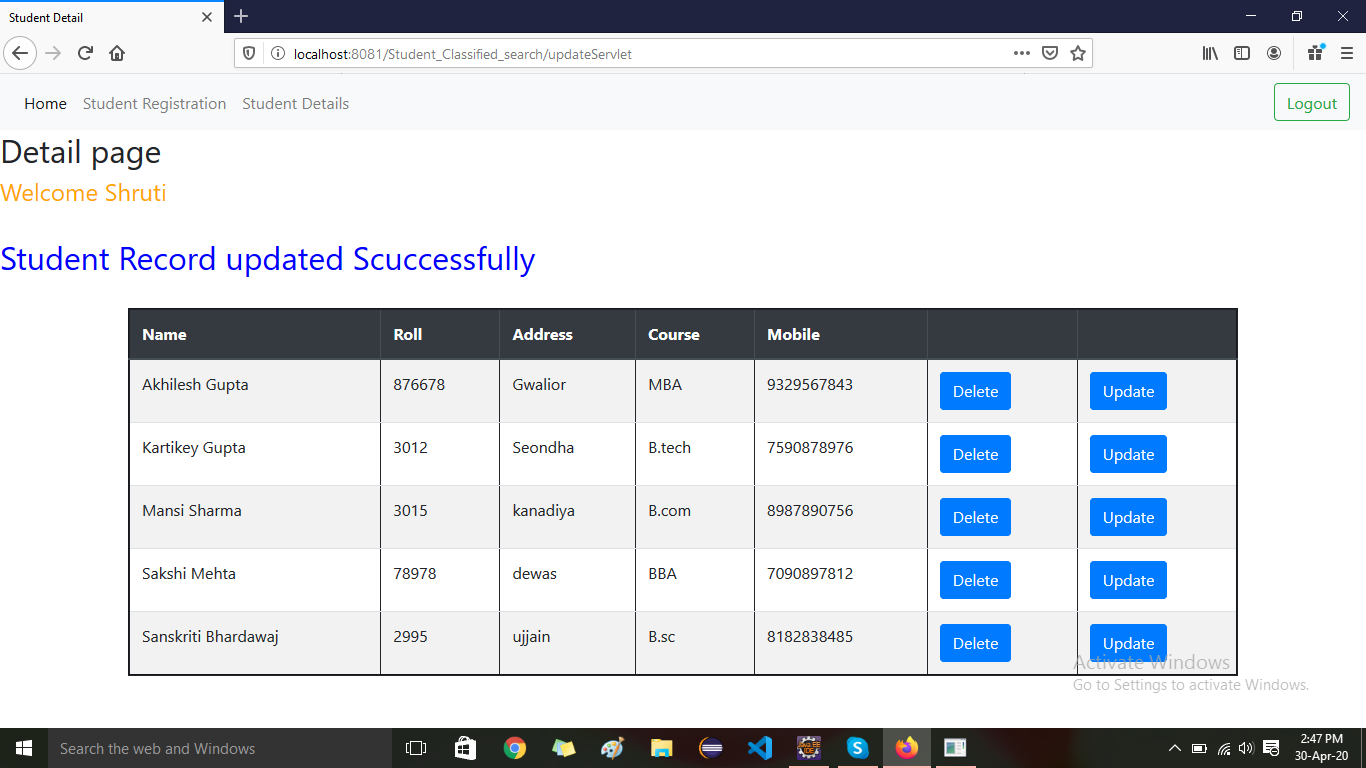 Student Detail
localhost:8081/Student_Classified_search/updateServlet
Home Student Registration Student Details Logout
Detail page
Welcome Shruti
Student Record updated Scuccessfully
Name Roll Address Course Mobile
Akhilesh Gupta 876678 Gwalior MBA 9329567843 Delete Update
Kartikey Gupta 3012 Seondha B.tech 7590878976 Delete Update
Mansi Sharma 3015 kanadiya B.com 8987890756 Delete Update
Sakshi Mehta 78978 dewas BBA 7090897812 Delete Update
Sanskriti Bhardawaj 2995 ujjain B.sc 8182838485 Delete Update
Activate Windows
Go to Settings to activate Windows.
Search the web and Windows
2:47 PM
30-Apr-20